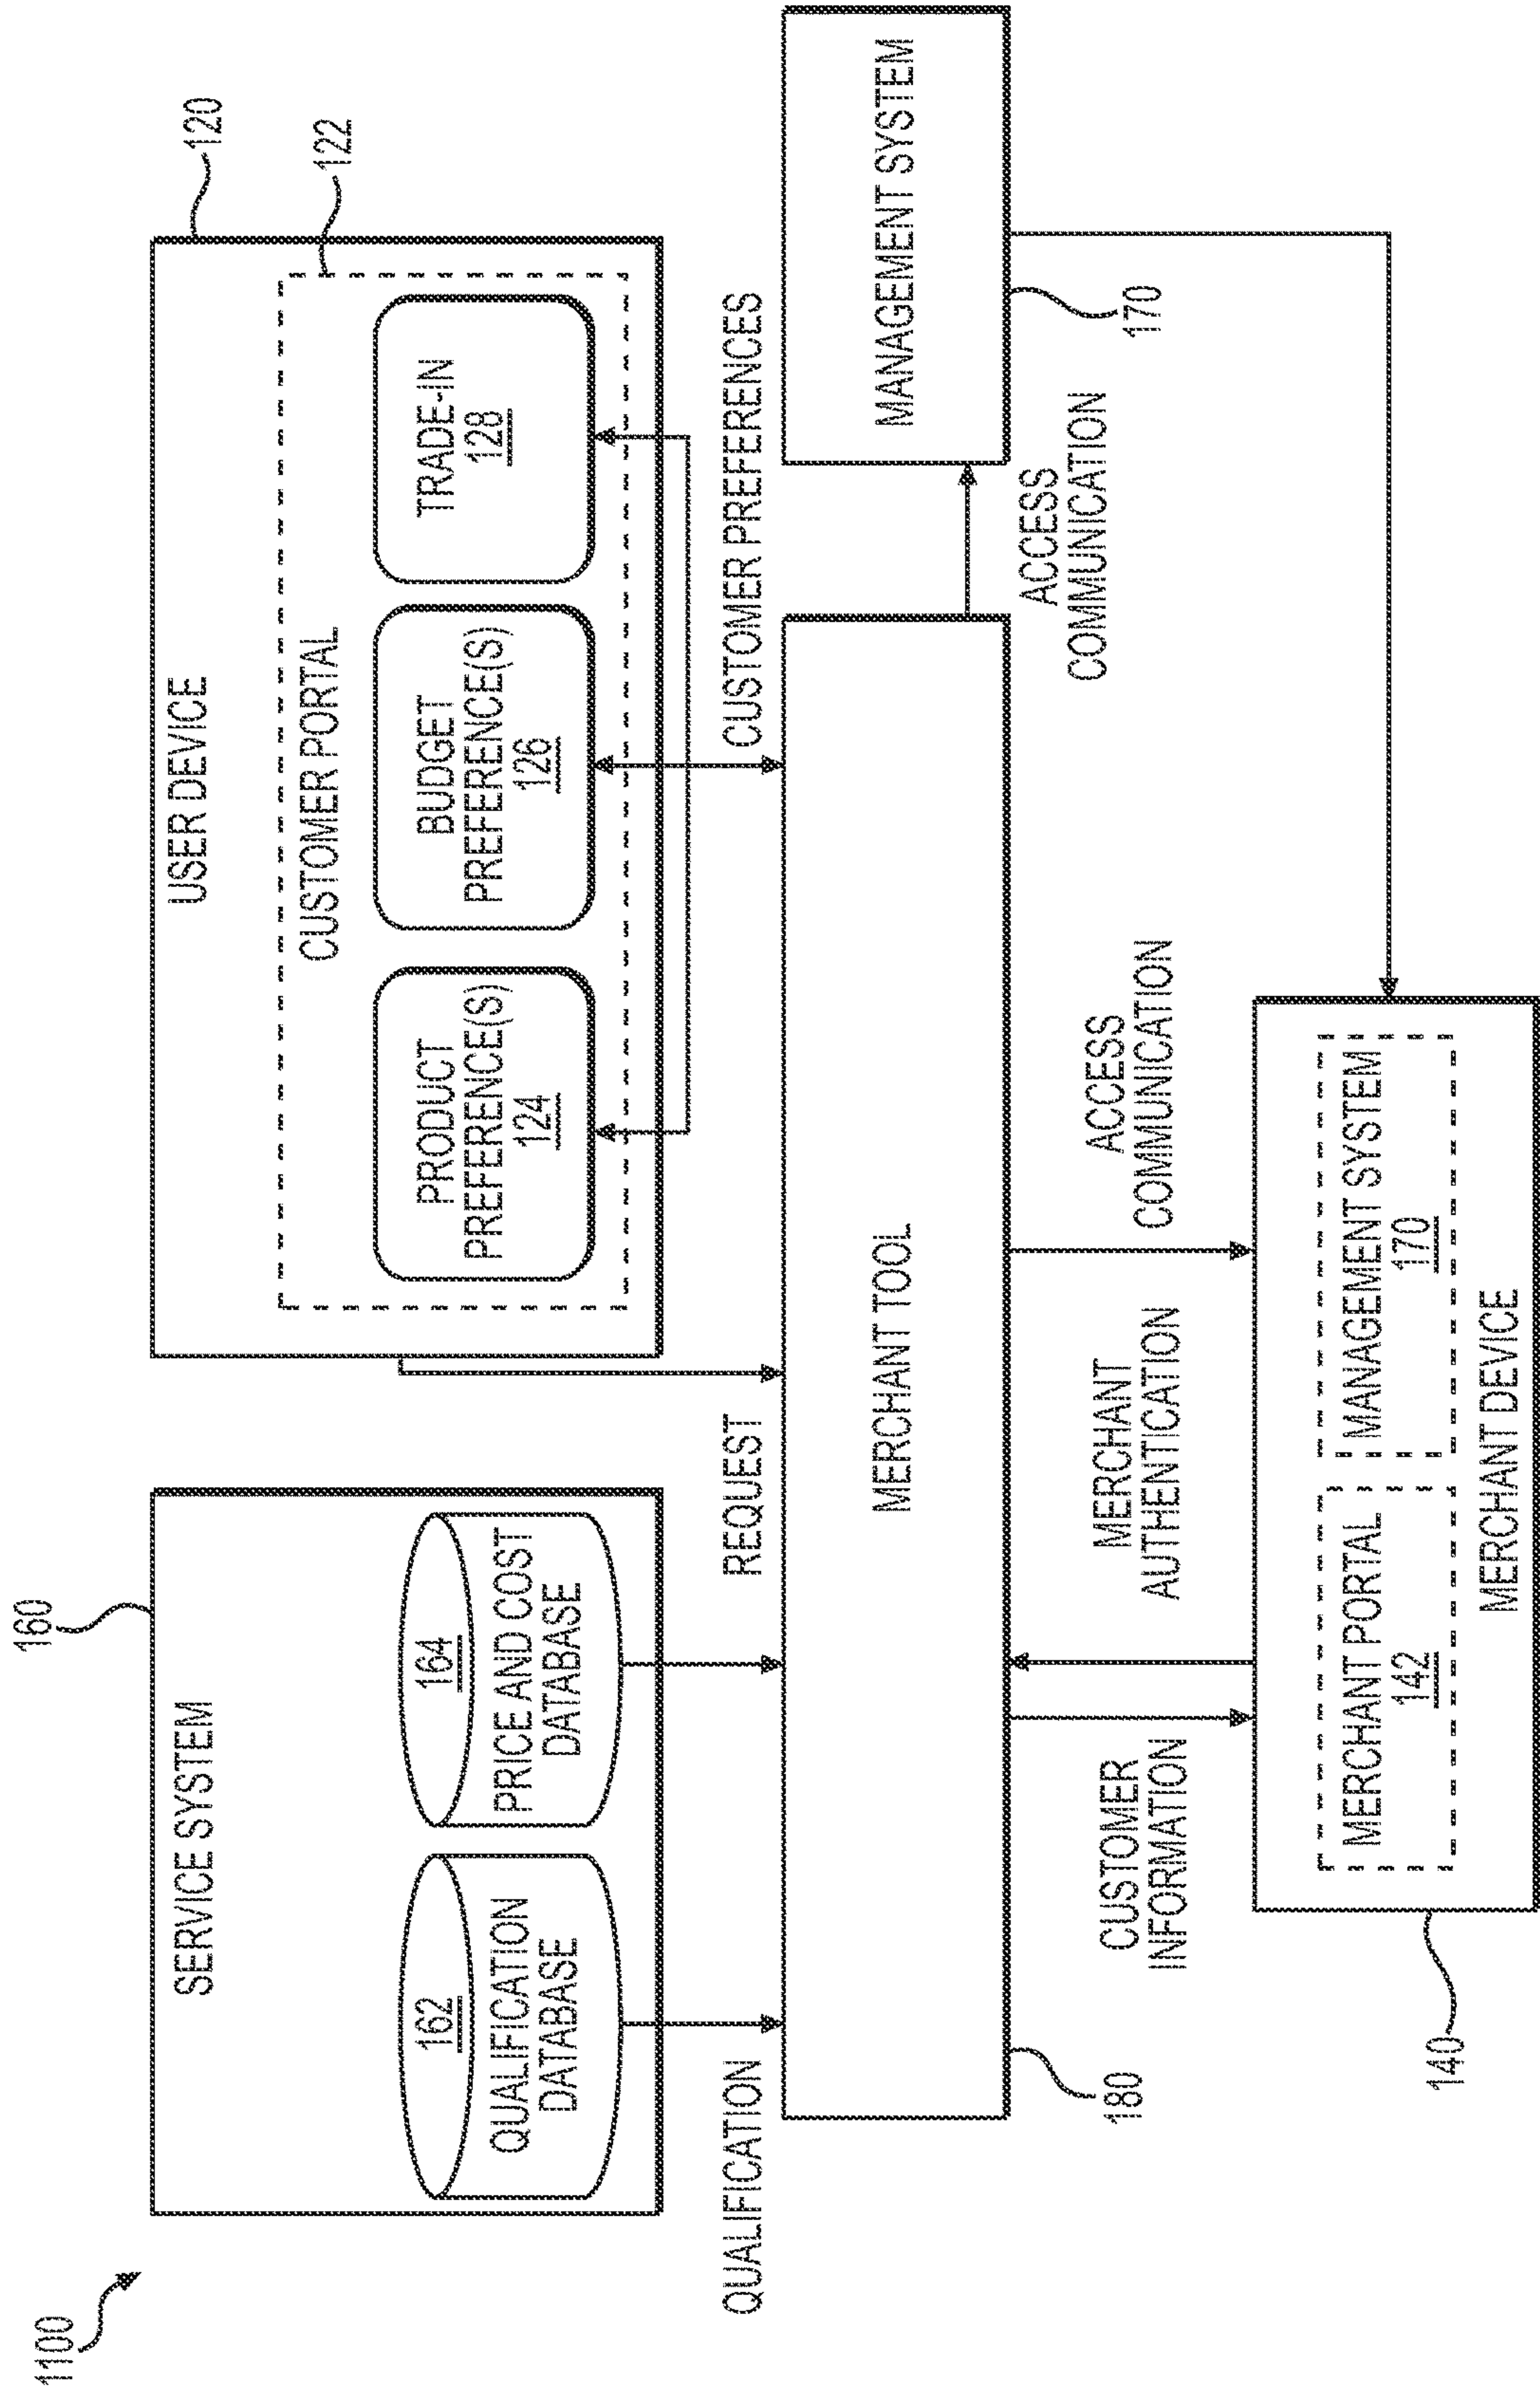 1100
160
SERVICE SYSTEM
162
QUALIFICATION
DATABASE
164
PRICE AND COST
DATABASE
120
USER DEVICE
122
CUSTOMER PORTAL
PRODUCT
PREFERENCE(S)
124
BUDGET
PREFERENCE(S)
126
TRADE-IN
128
QUALIFICATION
REQUEST
CUSTOMER PREFERENCES
MERCHANT TOOL
180
MANAGEMENT SYSTEM
170
ACCESS
COMMUNICATION
CUSTOMER
INFORMATION
MERCHANT
AUTHENTICATION
ACCESS
COMMUNICATION
MERCHANT PORTAL
142
MANAGEMENT SYSTEM
170
MERCHANT DEVICE
140